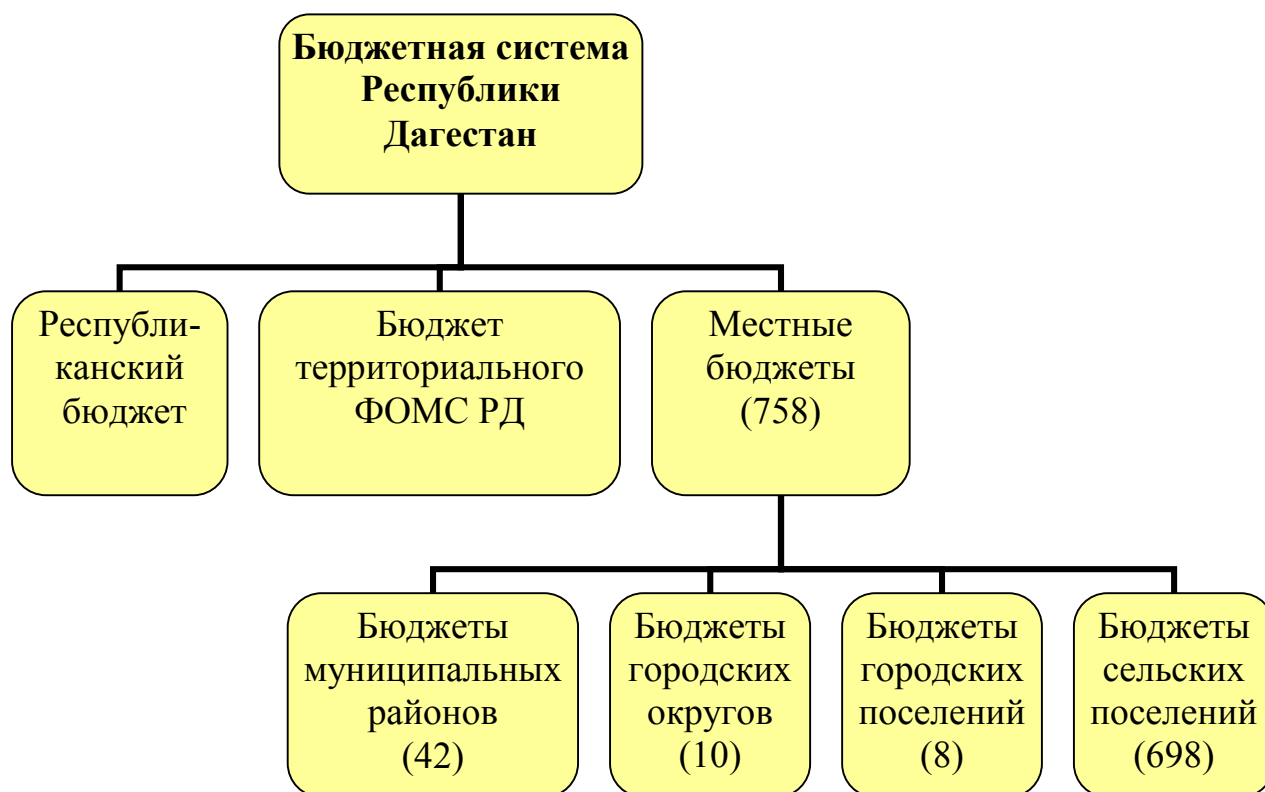 Бюджетная система
Республики
Дагестан
Республи-
канский
бюджет
Бюджет
территориального
ФОМС РД
Местные
бюджеты
(758)
Бюджеты
муниципальных
районов
(42)
Бюджеты
городских
округов
(10)
Бюджеты
городских
поселений
(8)
Бюджеты
сельских
поселений
(698)